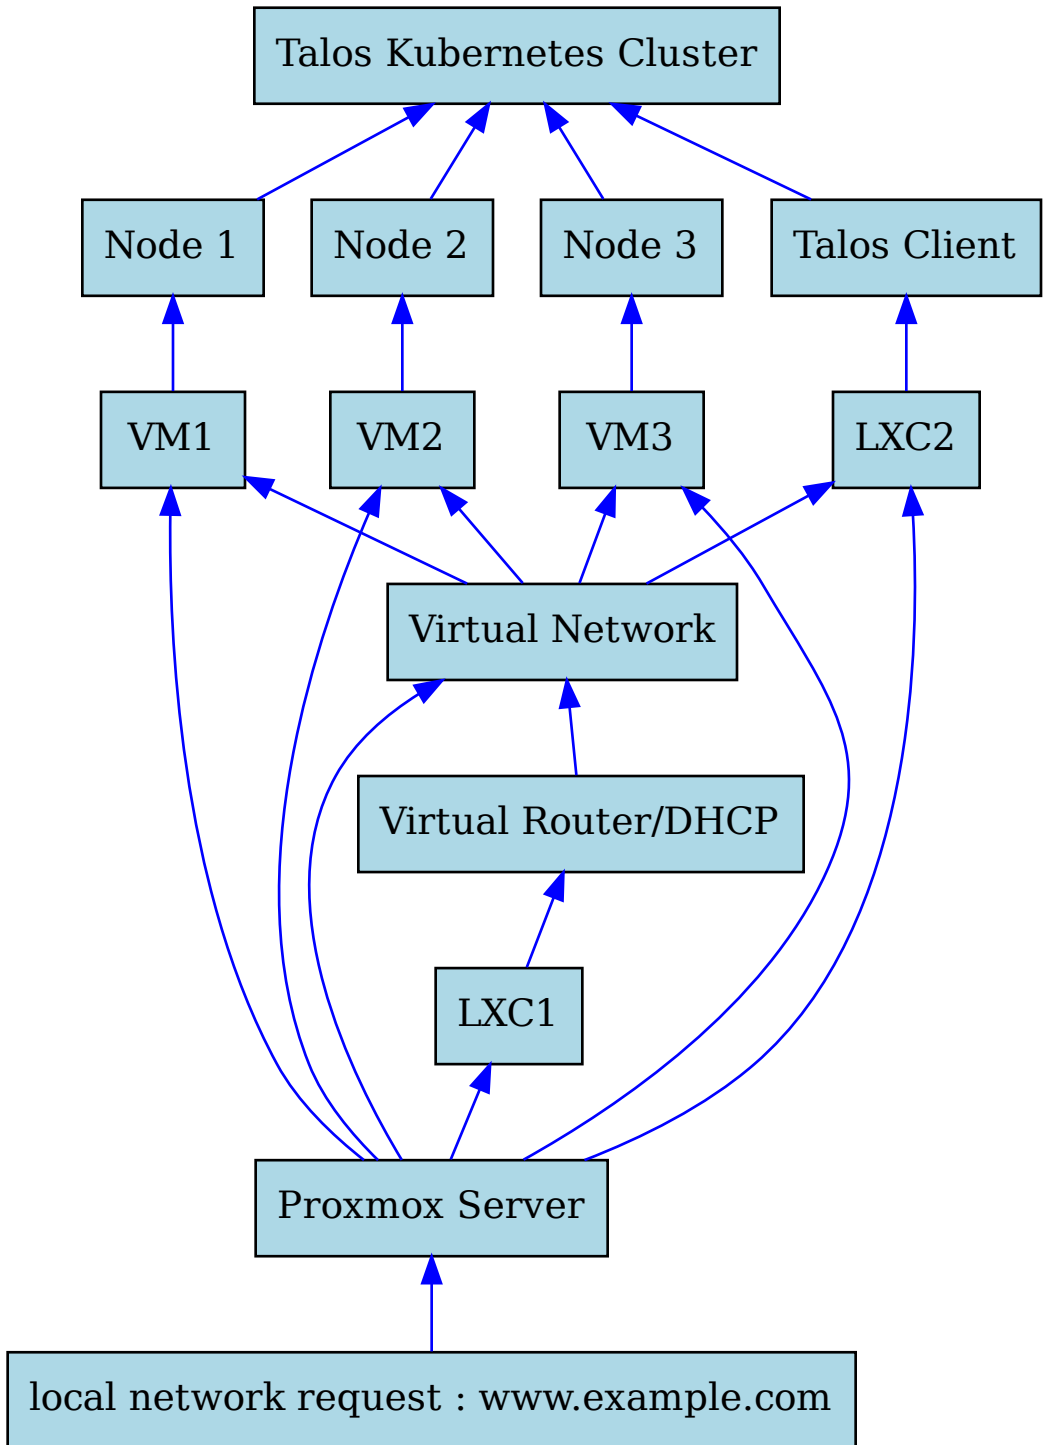 Talos Kubernetes Cluster
Node 1
Node 2
Node 3
Talos Client
VM1
VM2
VM3
LXC2
Virtual Network
Virtual Router/DHCP
LXC1
Proxmox Server
local network request : www.example.com